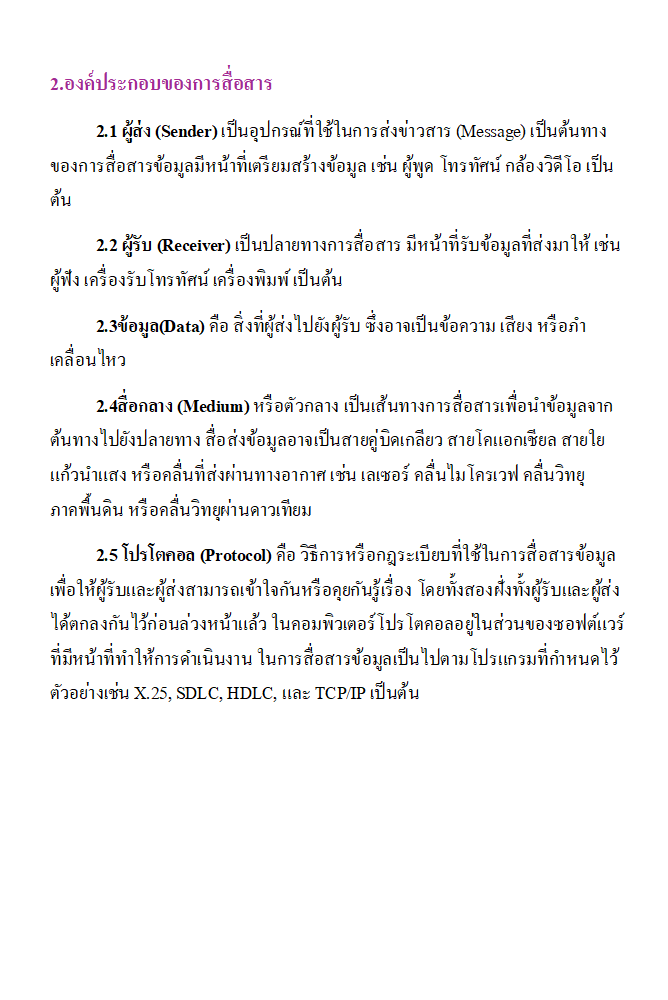 2.องค์ประกอบของการสื่อสาร
2.1 ผู้ส่ง (Sender) เป็นอุปกรณ์ที่ใช้ในการส่งข่าวสาร (Message) เป็นต้นทาง
ของการสื่อสารข้อมูลมีหน้าที่เตรียมสร้างข้อมูล เช่น ผู้พูด โทรทัศน์ กล้องวิดีโอ เป็น
ต้น
2.2 ผู้รับ (Receiver) เป็นปลายทางการสื่อสาร มีหน้าที่รับข้อมูลที่ส่งมาให้ เช่น
ผู้ฟัง เครื่องรับโทรทัศน์ เครื่องพิมพ์ เป็นต้น
2.3ข้อมูล(Data) คือ สิ่งที่ผู้ส่งไปยังผู้รับ ซึ่งอาจเป็นข้อความ เสียง หรือภำ
เคลื่อนไหว
2.4สื่อกลาง (Medium) หรือตัวกลาง เป็นเส้นทางการสื่อสารเพื่อนำข้อมูลจาก
ต้นทางไปยังปลายทาง สื่อส่งข้อมูลอาจเป็นสายคู่บิดเกลียว สายโคแอกเชียล สายใย
แก้วนำแสง หรือคลื่นที่ส่งผ่านทางอากาศ เช่น เลเซอร์ คลื่นไมโครเวฟ คลื่นวิทยุ
ภาคพื้นดิน หรือคลื่นวิทยุผ่านดาวเทียม
2.5 โปรโตคอล (Protocol) คือ วิธีการหรือกฎระเบียบที่ใช้ในการสื่อสารข้อมูล
เพื่อให้ผู้รับและผู้ส่งสามารถเข้าใจกันหรือคุยกันรู้เรื่อง โดยทั้งสองฝั่งทั้งผู้รับและผู้ส่ง
ได้ตกลงกันไว้ก่อนล่วงหน้าแล้ว ในคอมพิวเตอร์โปรโตคอลอยู่ในส่วนของซอฟต์แวร์
ที่มีหน้าที่ทำให้การดำเนินงาน ในการสื่อสารข้อมูลเป็นไปตามโปรแกรมที่กำหนดไว้
ตัวอย่างเช่น X.25, SDLC, HDLC, และ TCP/IP เป็นต้น